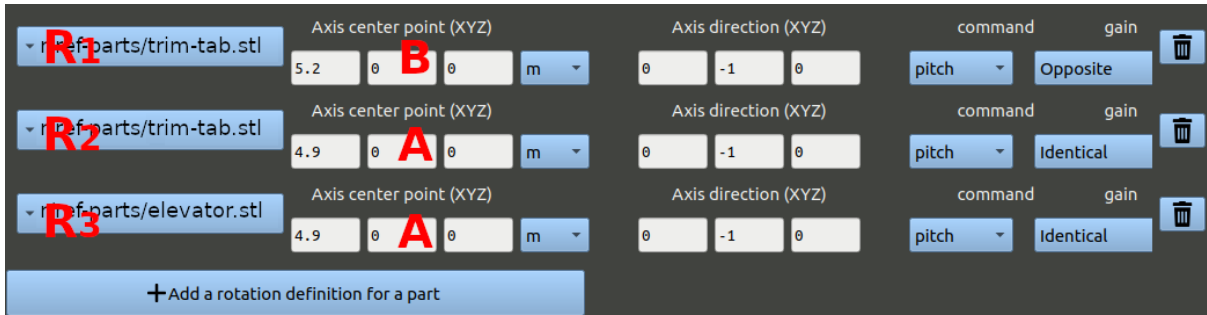 Axis center point (XYZ) Axis direction (XYZ) command gain
R1 ref-parts/trim-tab.stl 5.2 0 B 0 m 0 -1 0 pitch Opposite
Axis center point (XYZ) Axis direction (XYZ) command gain
R2 ref-parts/trim-tab.stl 4.9 0 A 0 m 0 -1 0 pitch Identical
Axis center point (XYZ) Axis direction (XYZ) command gain
R3 ref-parts/elevator.stl 4.9 0 A 0 m 0 -1 0 pitch Identical
+Add a rotation definition for a part